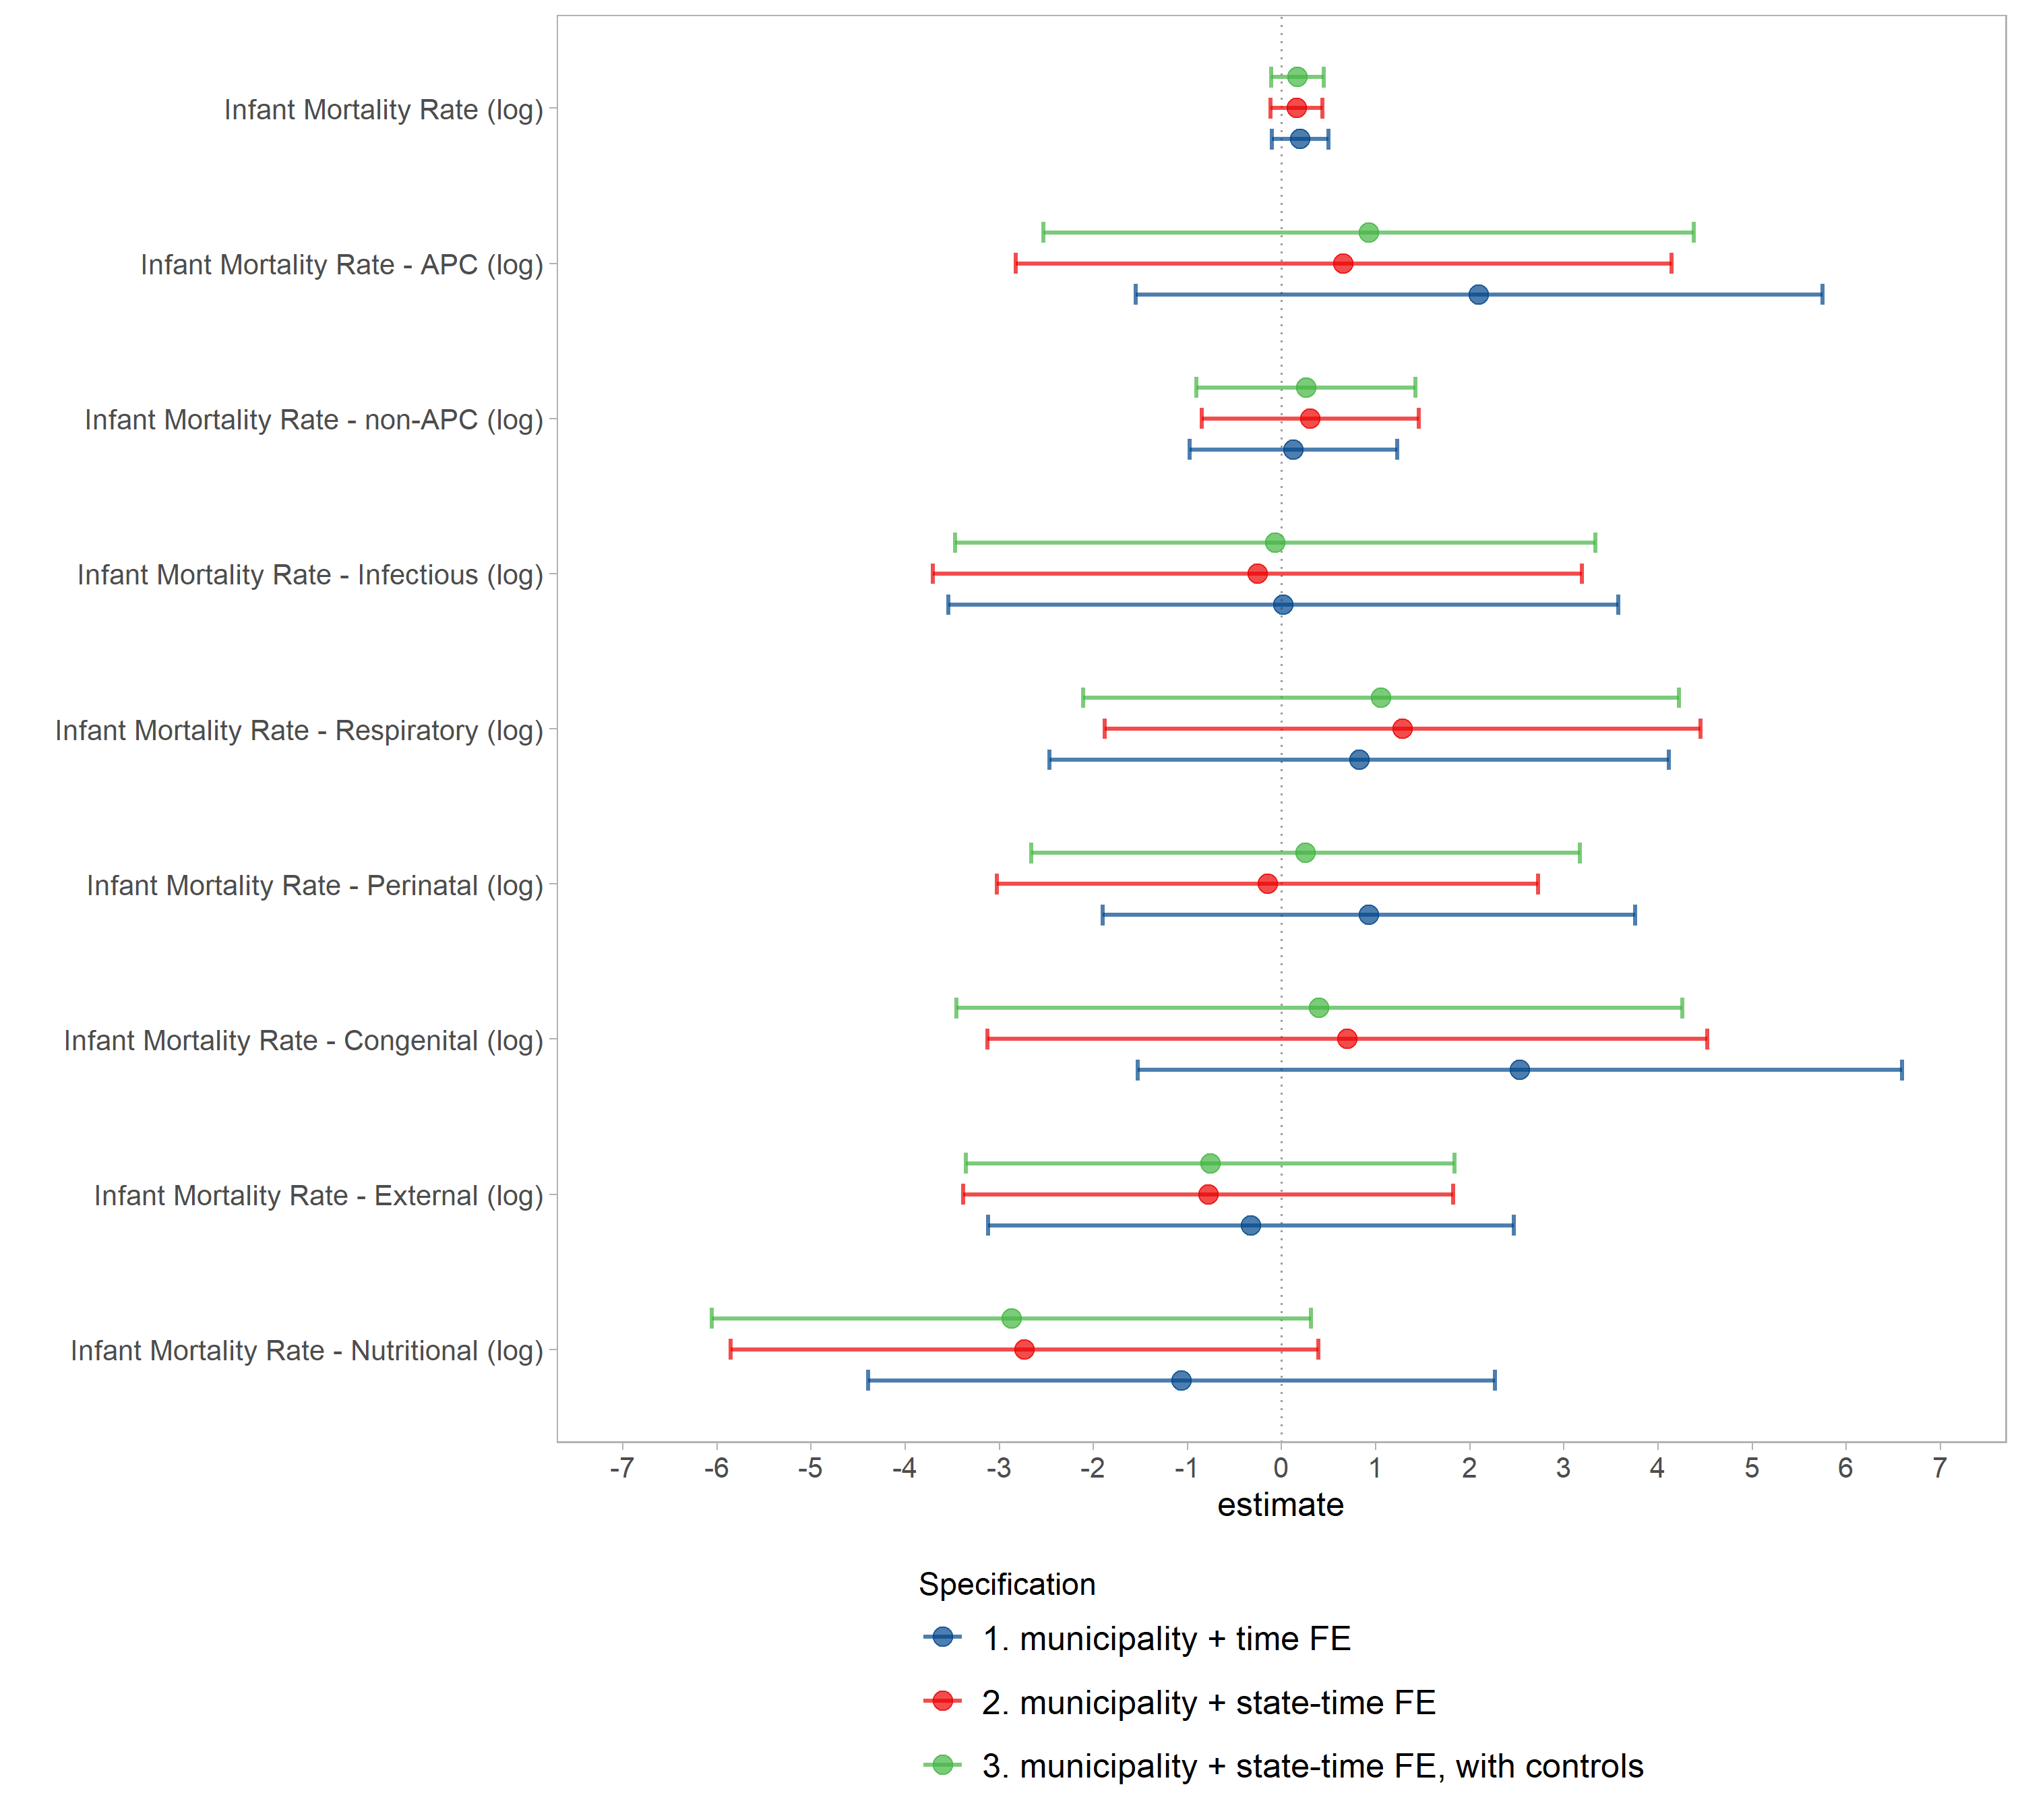 Infant Mortality Rate (log)
Infant Mortality Rate - APC (log)
Infant Mortality Rate - non-APC (log)
Infant Mortality Rate - Infectious (log)
Infant Mortality Rate - Respiratory (log)
Infant Mortality Rate - Perinatal (log)
Infant Mortality Rate - Congenital (log)
Infant Mortality Rate - External (log)
Infant Mortality Rate - Nutritional (log)
-7 -6 -5 -4 -3 -2 -1 0 1 2 3 4 5 6 7
estimate
Specification
1. municipality + time FE
2. municipality + state-time FE
3. municipality + state-time FE, with controls